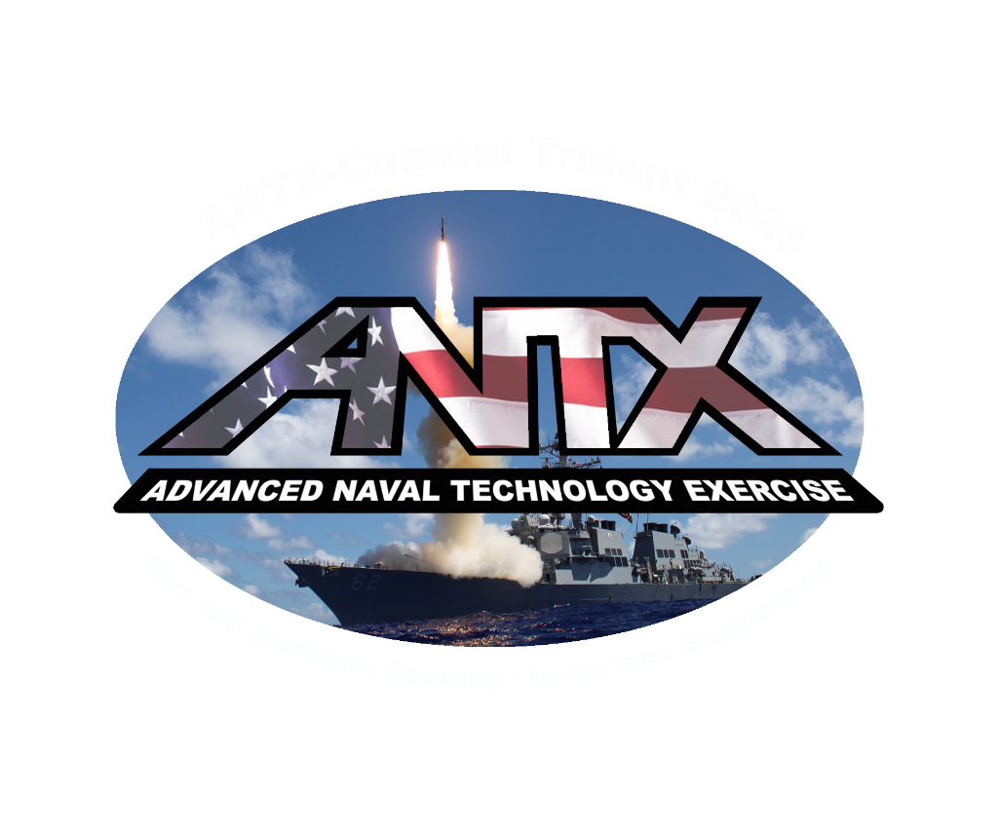 ANTX-Coastal Trident 2023
ANTX
ADVANCED NAVAL TECHNOLOGY EXERCISE
62